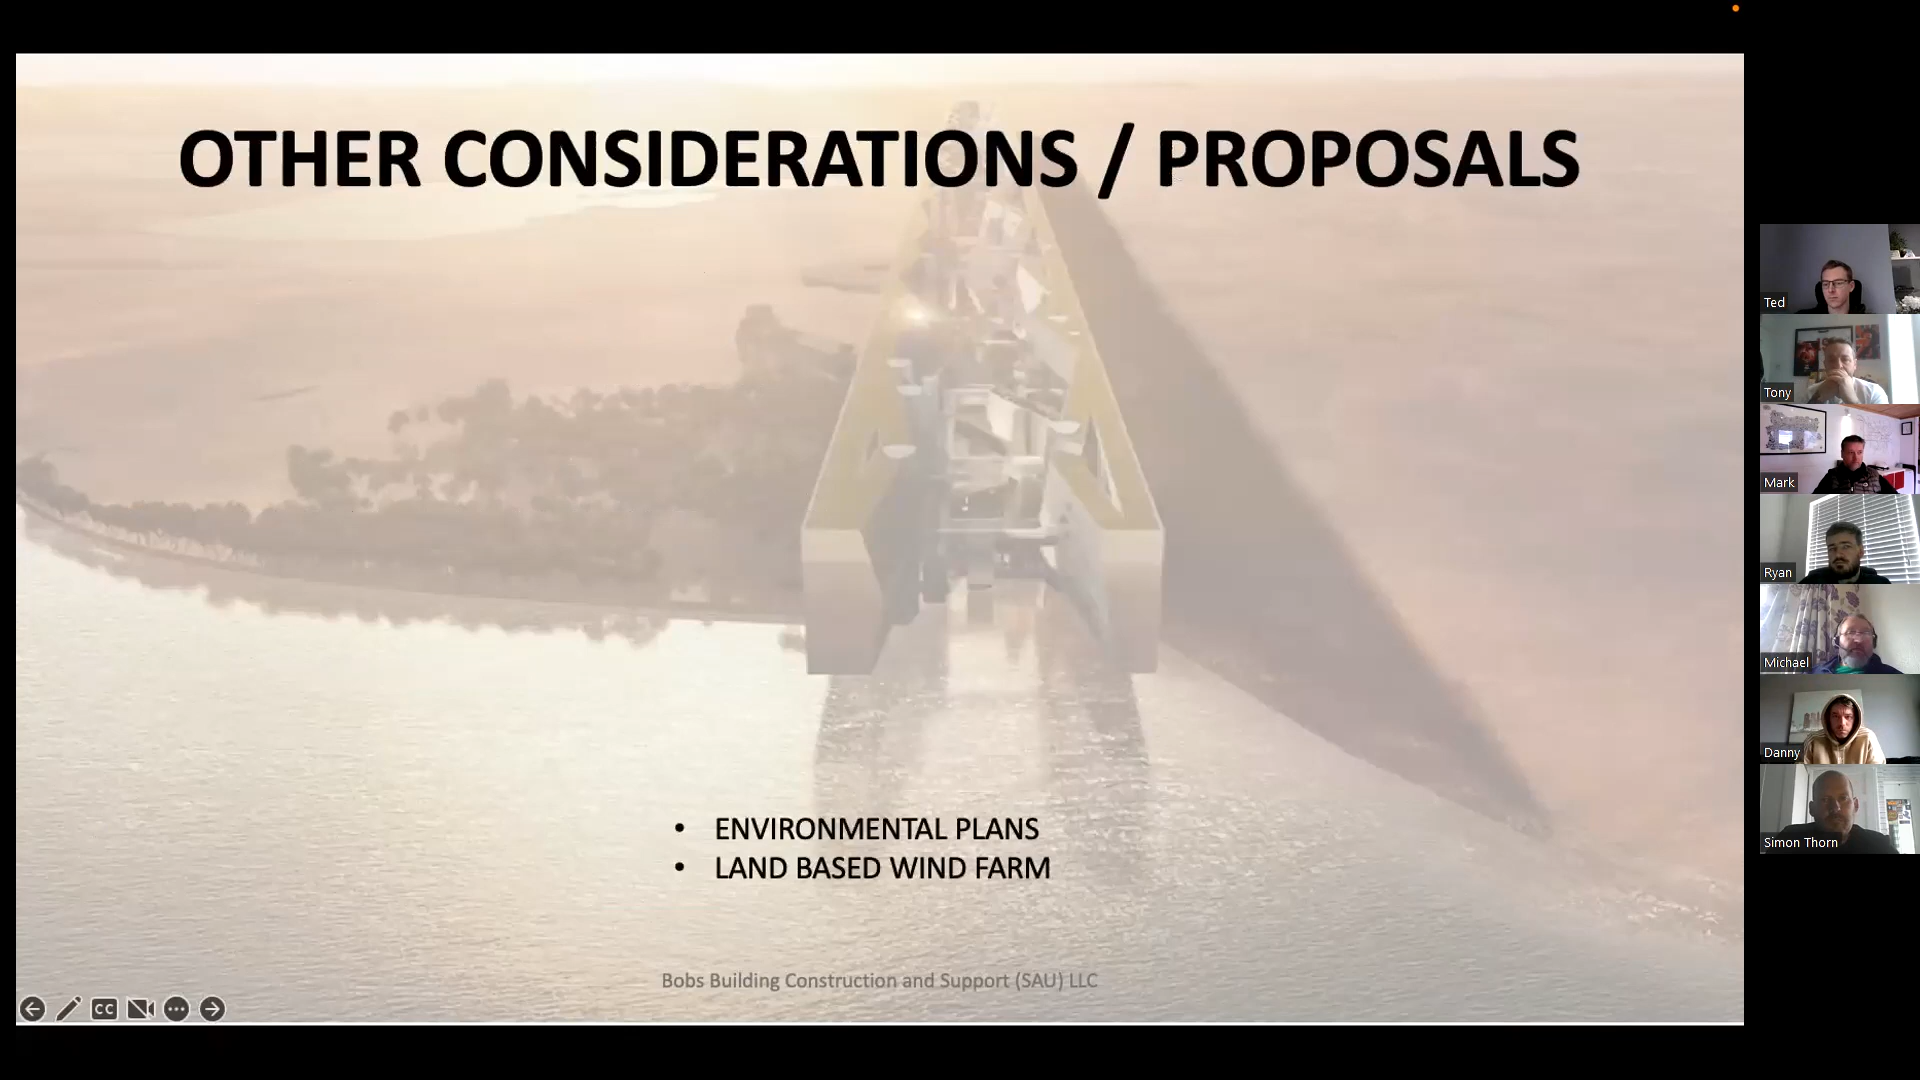 OTHER CONSIDERATIONS / PROPOSALS
• ENVIRONMENTAL PLANS
• LAND BASED WIND FARM
Bobs Building Construction and Support (SAU) LLC
CC
Ted
Tony
Mark
Ryan
Michael
Danny
Simon Thorn